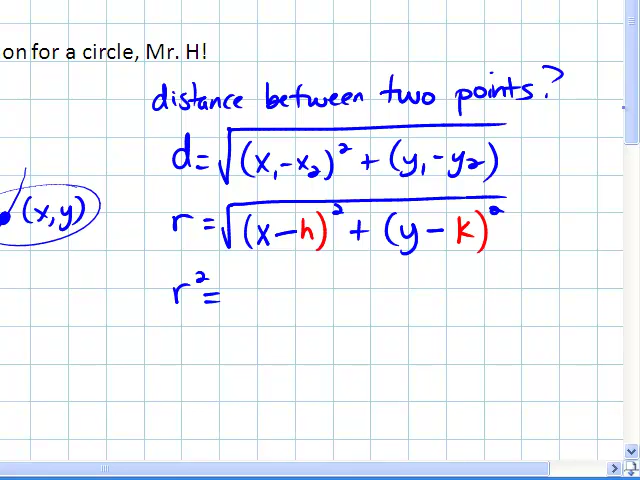 on for a circle, Mr. H!
distance between two points?
d=√(x₁-x₂)² + (y₁-y₂)
(x,y)
r=√(x-h)² + (y-k)²
r²=